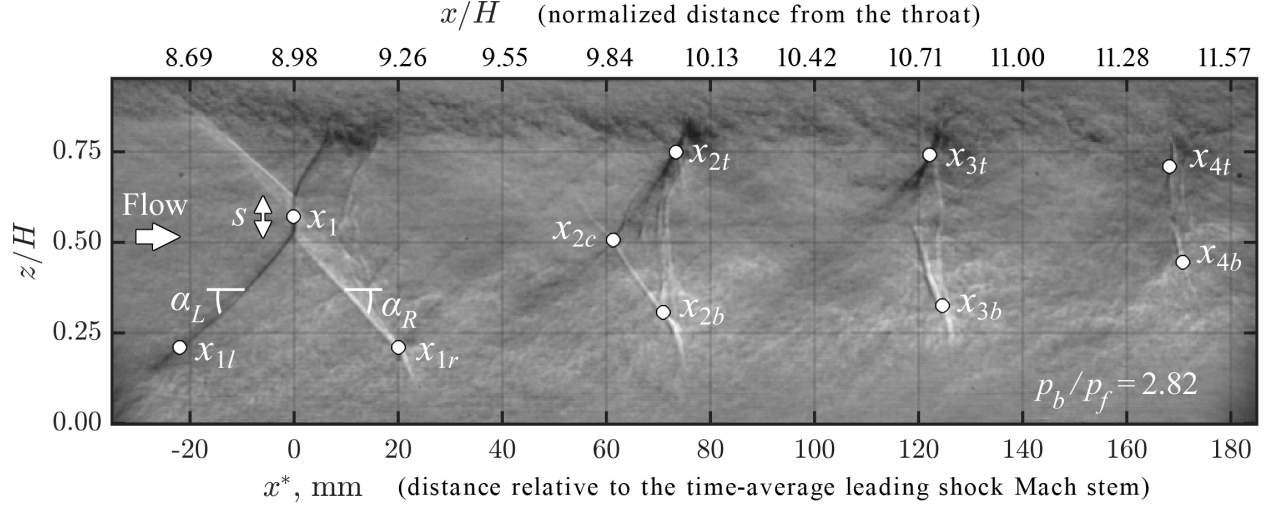 x/H (normalized distance from the throat)
8.69 8.98 9.26 9.55 9.84 10.13 10.42 10.71 11.00 11.28 11.57
0.75
0.50
0.25
0.00
z/H
x2t
x3t
x4t
Flow
s
x1
x2c
x4b
αL
αR
x2b
x3b
x1l
x1r
pb/pf = 2.82
-20 0 20 40 60 80 100 120 140 160 180
x*, mm (distance relative to the time-average leading shock Mach stem)